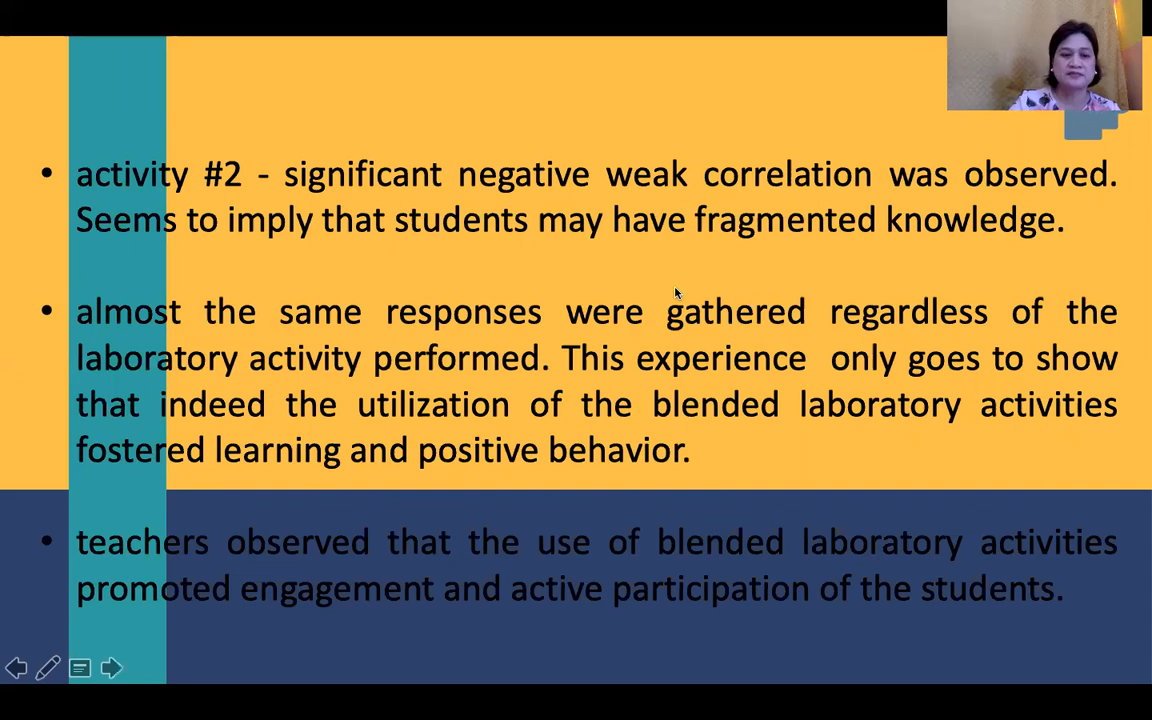 • activity #2 - significant negative weak correlation was observed.
Seems to imply that students may have fragmented knowledge.
• almost the same responses were gathered regardless of the
laboratory activity performed. This experience only goes to show
that indeed the utilization of the blended laboratory activities
fostered learning and positive behavior.
• teachers observed that the use of blended laboratory activities
promoted engagement and active participation of the students.